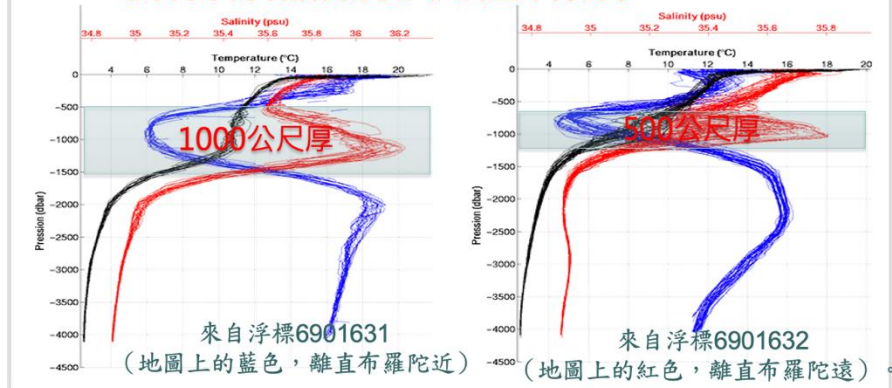 Salinity (psu)
34.8 35 35.2 35.4 35.6 35.8 36 36.2
Temperature (°C)
4 6 8 10 12 14 16 18 20
0
−500
−1000
−1500
−2000
−2500
−3000
−3500
−4000
−4500
Pression (dbar)
1000公尺厚
來自浮標6901631
（地圖上的藍色，離直布羅陀近）
Salinity (psu)
34.8 35 35.2 35.4 35.6 35.8
Temperature (°C)
4 6 8 10 12 14 16 18 20
0
−500
−1000
−1500
−2000
−2500
−3000
−3500
−4000
−4500
Pression (dbar)
500公尺厚
來自浮標6901632
（地圖上的紅色，離直布羅陀遠）